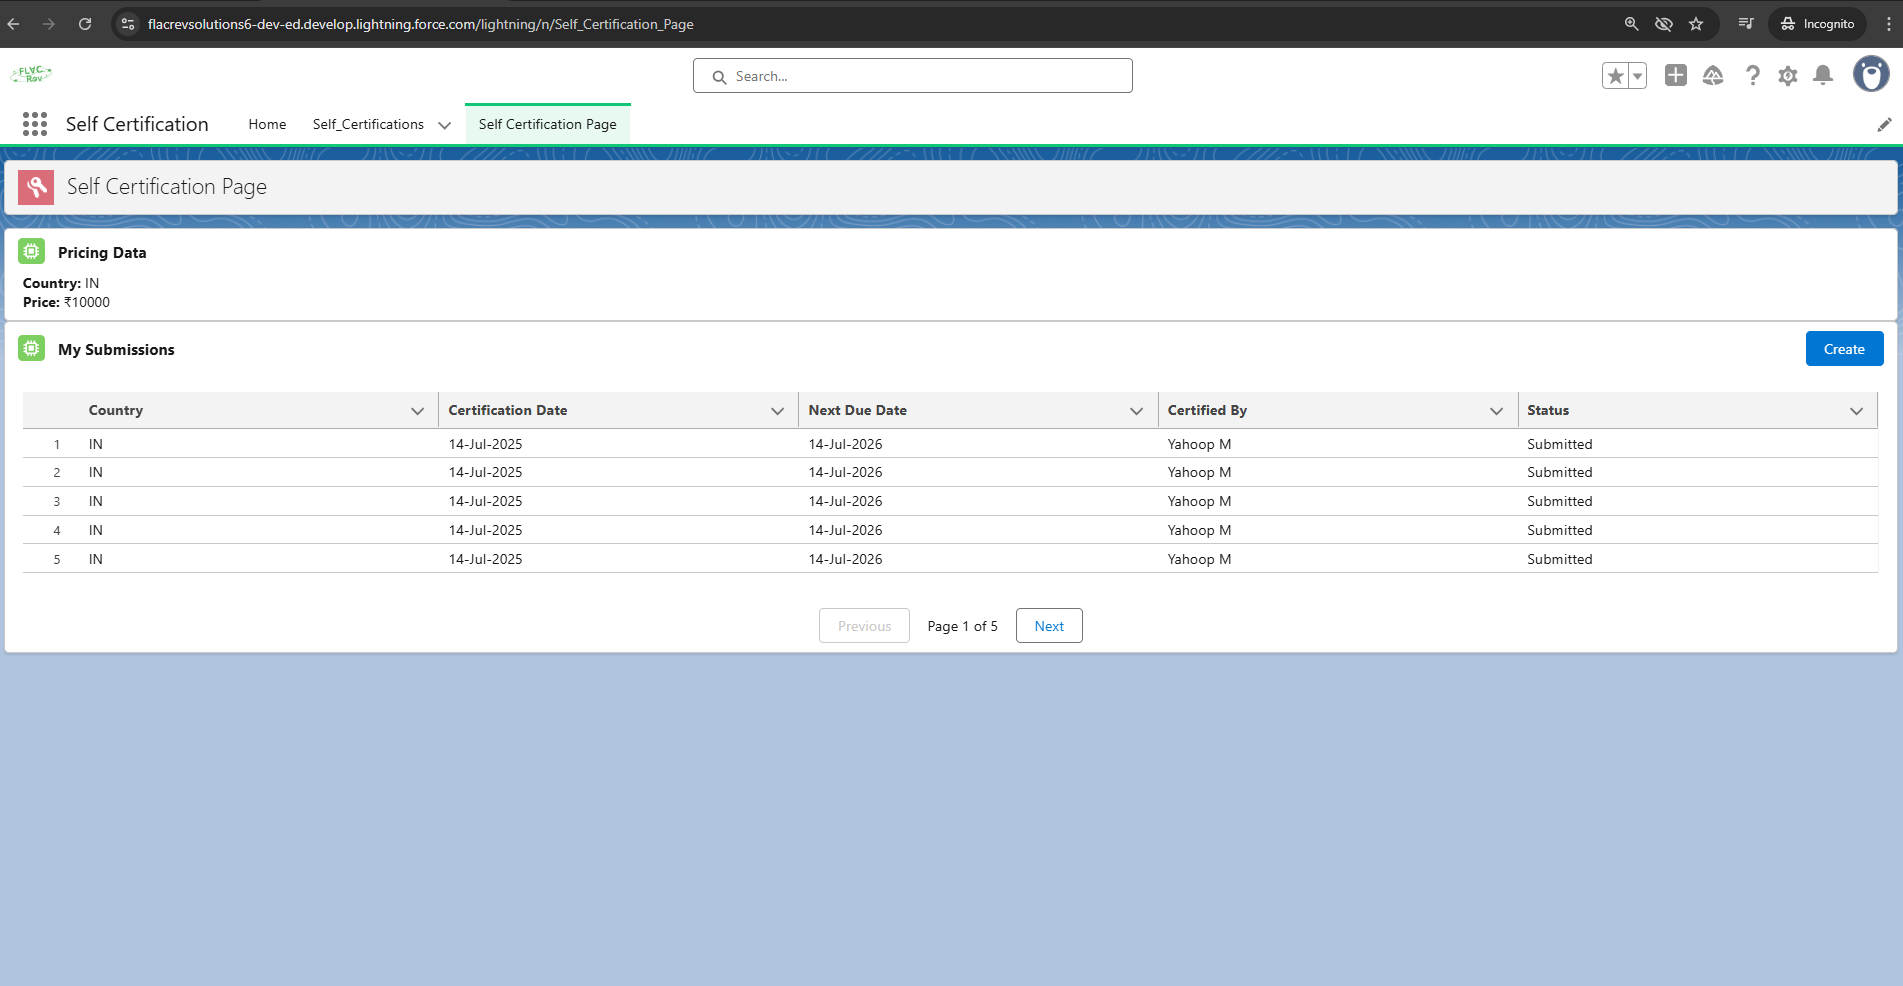 flacrevsolutions6-dev-ed.develop.lightning.force.com/lightning/n/Self_Certification_Page
Incognito
FLVC
Rev
Search...
Self Certification
Home
Self_Certifications
Self Certification Page
Self Certification Page
Pricing Data
Country: IN
Price: ₹10000
My Submissions
Create
Country Certification Date Next Due Date Certified By Status
1 IN 14-Jul-2025 14-Jul-2026 Yahoop M Submitted
2 IN 14-Jul-2025 14-Jul-2026 Yahoop M Submitted
3 IN 14-Jul-2025 14-Jul-2026 Yahoop M Submitted
4 IN 14-Jul-2025 14-Jul-2026 Yahoop M Submitted
5 IN 14-Jul-2025 14-Jul-2026 Yahoop M Submitted
Previous Page 1 of 5 Next